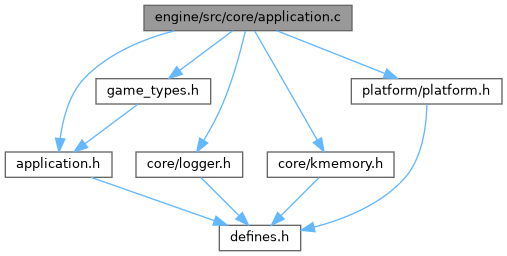 engine/src/core/application.c
game_types.h
platform/platform.h
application.h
core/logger.h
core/kmemory.h
defines.h